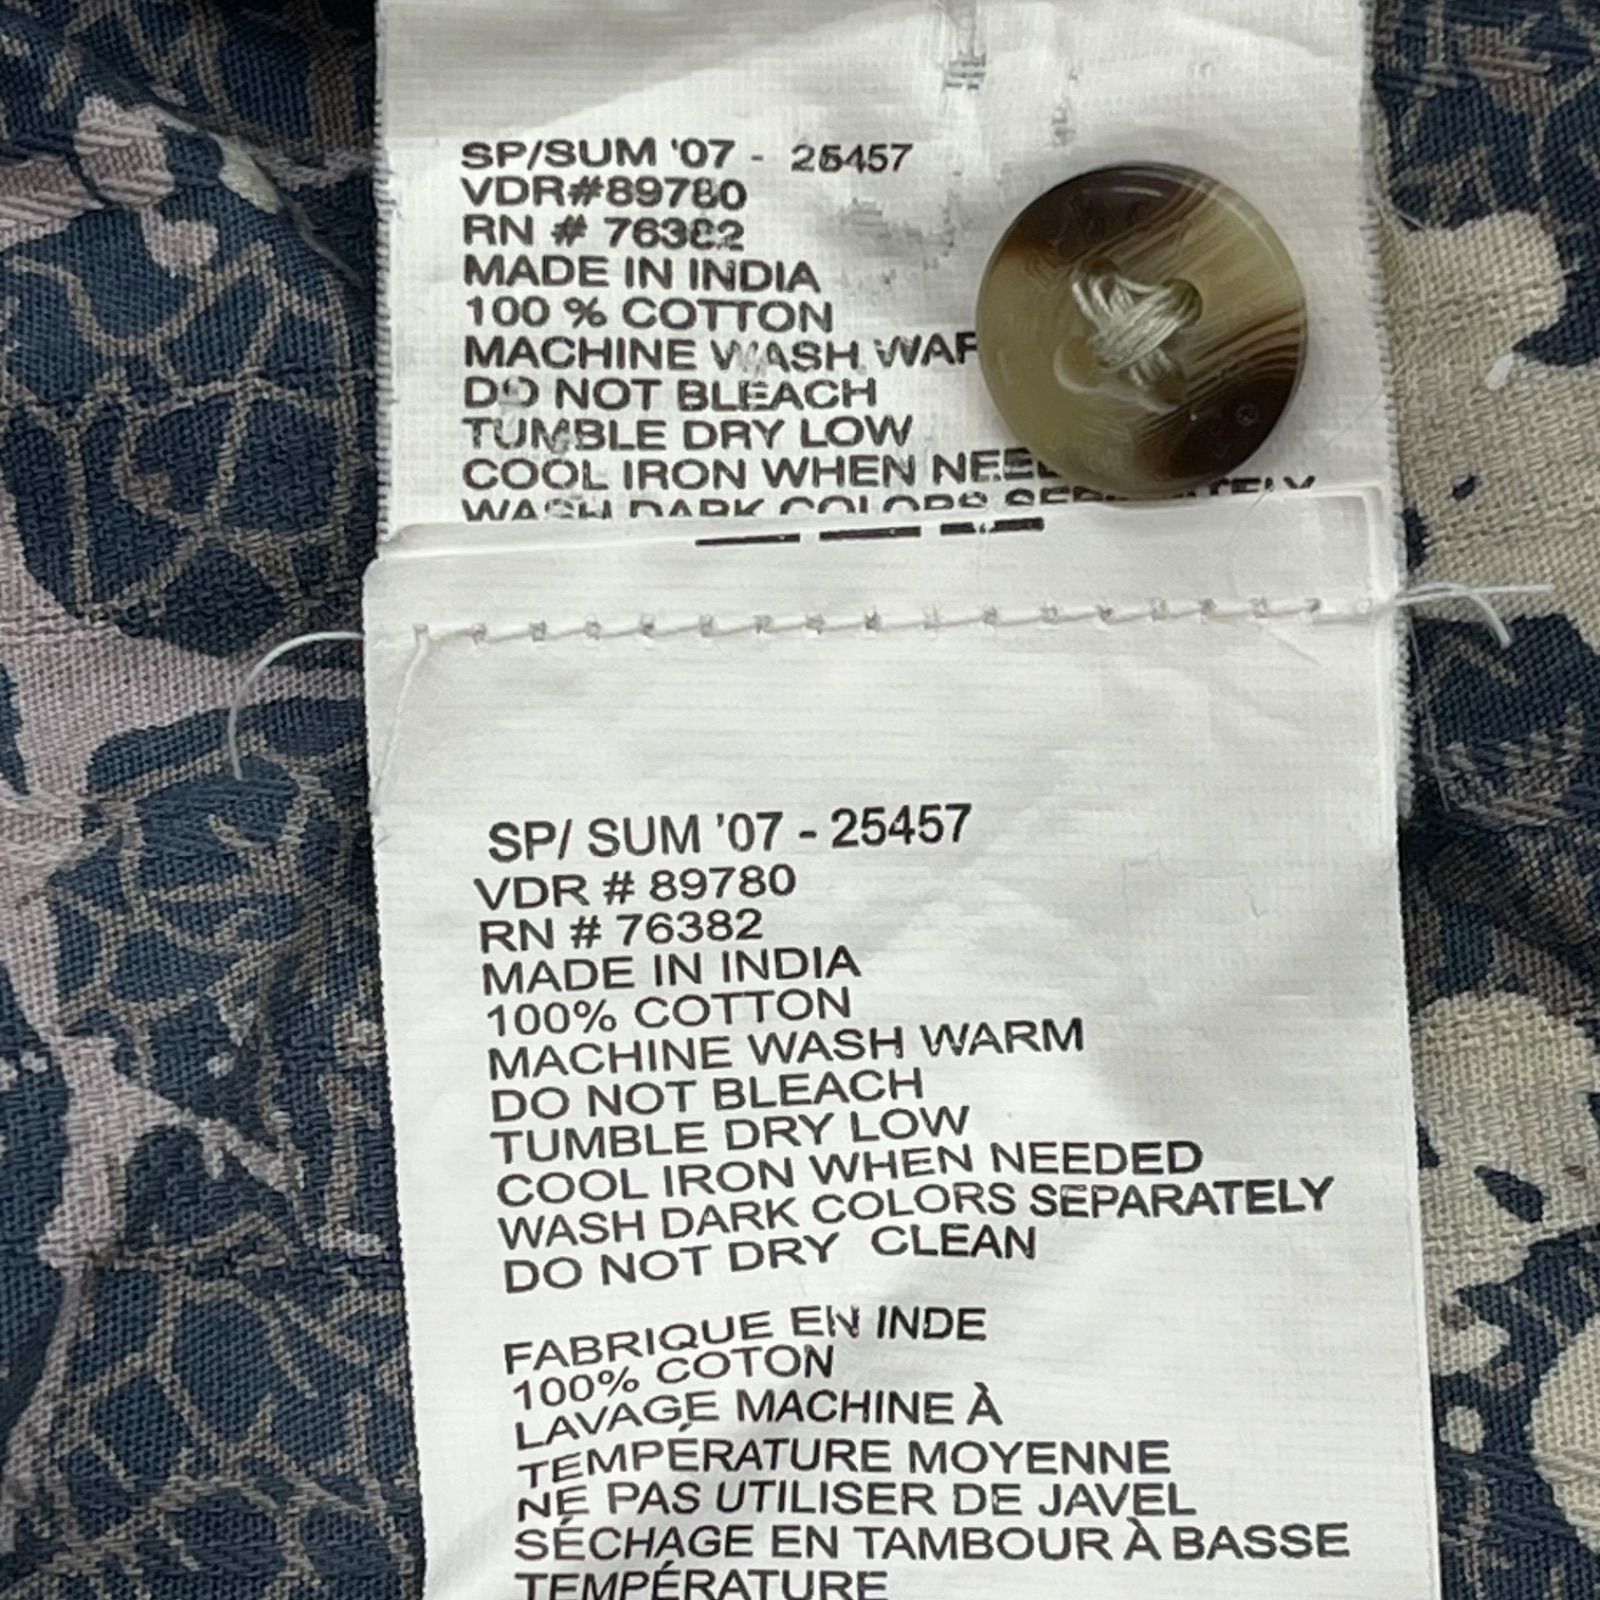 SP/SUM '07 - 25457
VDR#89780
RN # 76382
MADE IN INDIA
100 % COTTON
MACHINE WASH
DO NOT BLEACH
TUMBLE DRY LOW
COOL IRON WHEN
WASH DARK COLORS SEPARATELY
SP/ SUM '07 - 25457
VDR # 89780
RN # 76382
MADE IN INDIA
100% COTTON
MACHINE WASH WARM
DO NOT BLEACH
TUMBLE DRY LOW
COOL IRON WHEN NEEDED
WASH DARK COLORS SEPARATELY
DO NOT DRY CLEAN
FABRIQUE EN INDE
100% COTON
LAVAGE MACHINE À
TEMPÉRATURE MOYENNE
NE PAS UTILISER DE JAVEL
SÉCHAGE EN TAMBOUR À BASSE
TEMPÉRATURE